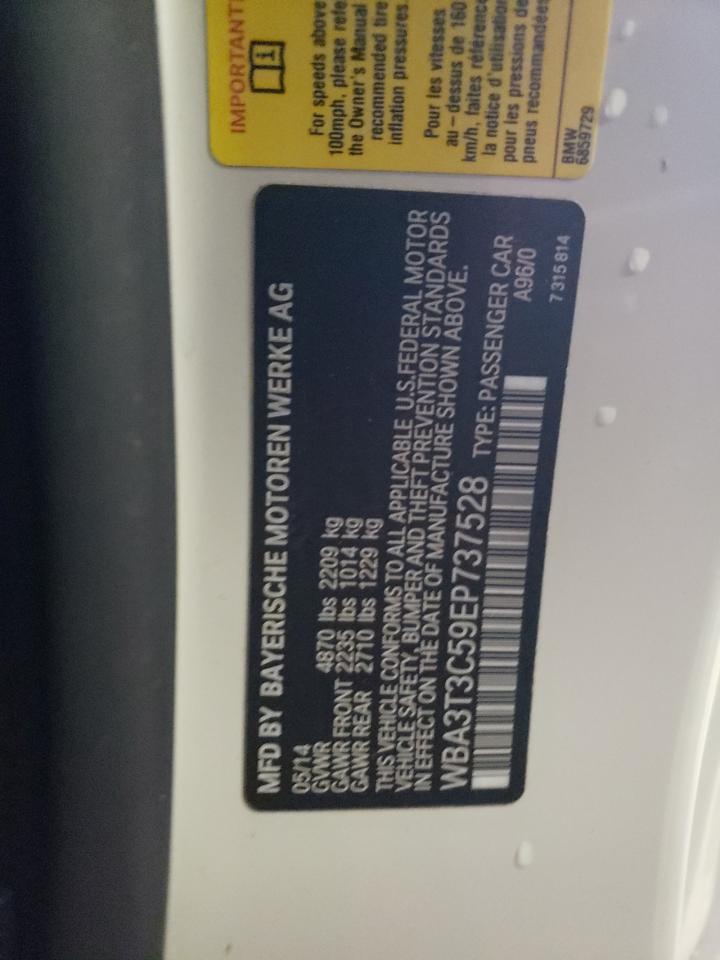 IMPORTANT:
For speeds above
100mph, please refe
the Owner's Manual
recommended tire
inflation pressures.
Pour les vitesses
au-dessus de 160
km/h, faites référence
la notice d'utilisation
pour les pressions de
pneus recommandées
BMW
6859729
MFD BY BAYERISCHE MOTOREN WERKE AG
05/14
GVWR 4870 lbs 2209 kg
GAWR FRONT 2235 lbs 1014 kg
GAWR REAR 2710 lbs 1229 kg
THIS VEHICLE CONFORMS TO ALL APPLICABLE U.S.FEDERAL MOTOR
VEHICLE SAFETY, BUMPER AND THEFT PREVENTION STANDARDS
IN EFFECT ON THE DATE OF MANUFACTURE SHOWN ABOVE.
WBA3T3C59EP737528 TYPE: PASSENGER CAR
A96/0
7 315 814